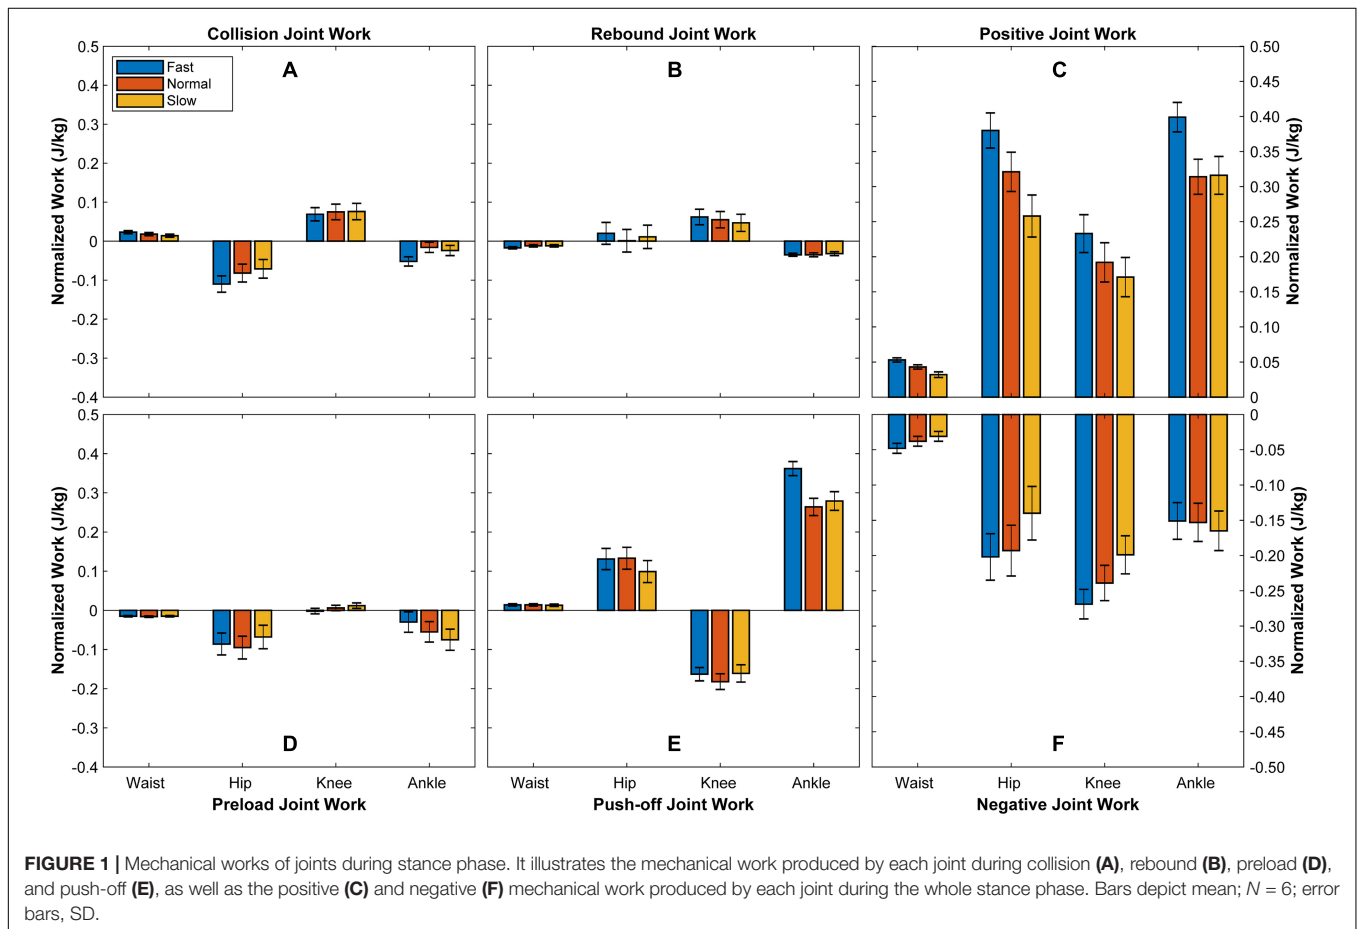 Collision Joint Work
Rebound Joint Work
Positive Joint Work
A
B
C
Fast
Normal
Slow
Normalized Work (J/kg)
0.5
0.4
0.3
0.2
0.1
0
-0.1
-0.2
-0.3
-0.4
0.50
0.45
0.40
0.35
0.30
0.25
0.20
0.15
0.10
0.05
0
Normalized Work (J/kg)
Normalized Work (J/kg)
0.5
0.4
0.3
0.2
0.1
0
-0.1
-0.2
-0.3
-0.4
0
-0.05
-0.10
-0.15
-0.20
-0.25
-0.30
-0.35
-0.40
-0.45
-0.50
Normalized Work (J/kg)
D
E
F
Waist Hip Knee Ankle
Waist Hip Knee Ankle
Waist Hip Knee Ankle
Preload Joint Work
Push-off Joint Work
Negative Joint Work
FIGURE 1 | Mechanical works of joints during stance phase. It illustrates the mechanical work produced by each joint during collision (A), rebound (B), preload (D),
and push-off (E), as well as the positive (C) and negative (F) mechanical work produced by each joint during the whole stance phase. Bars depict mean; N = 6; error
bars, SD.